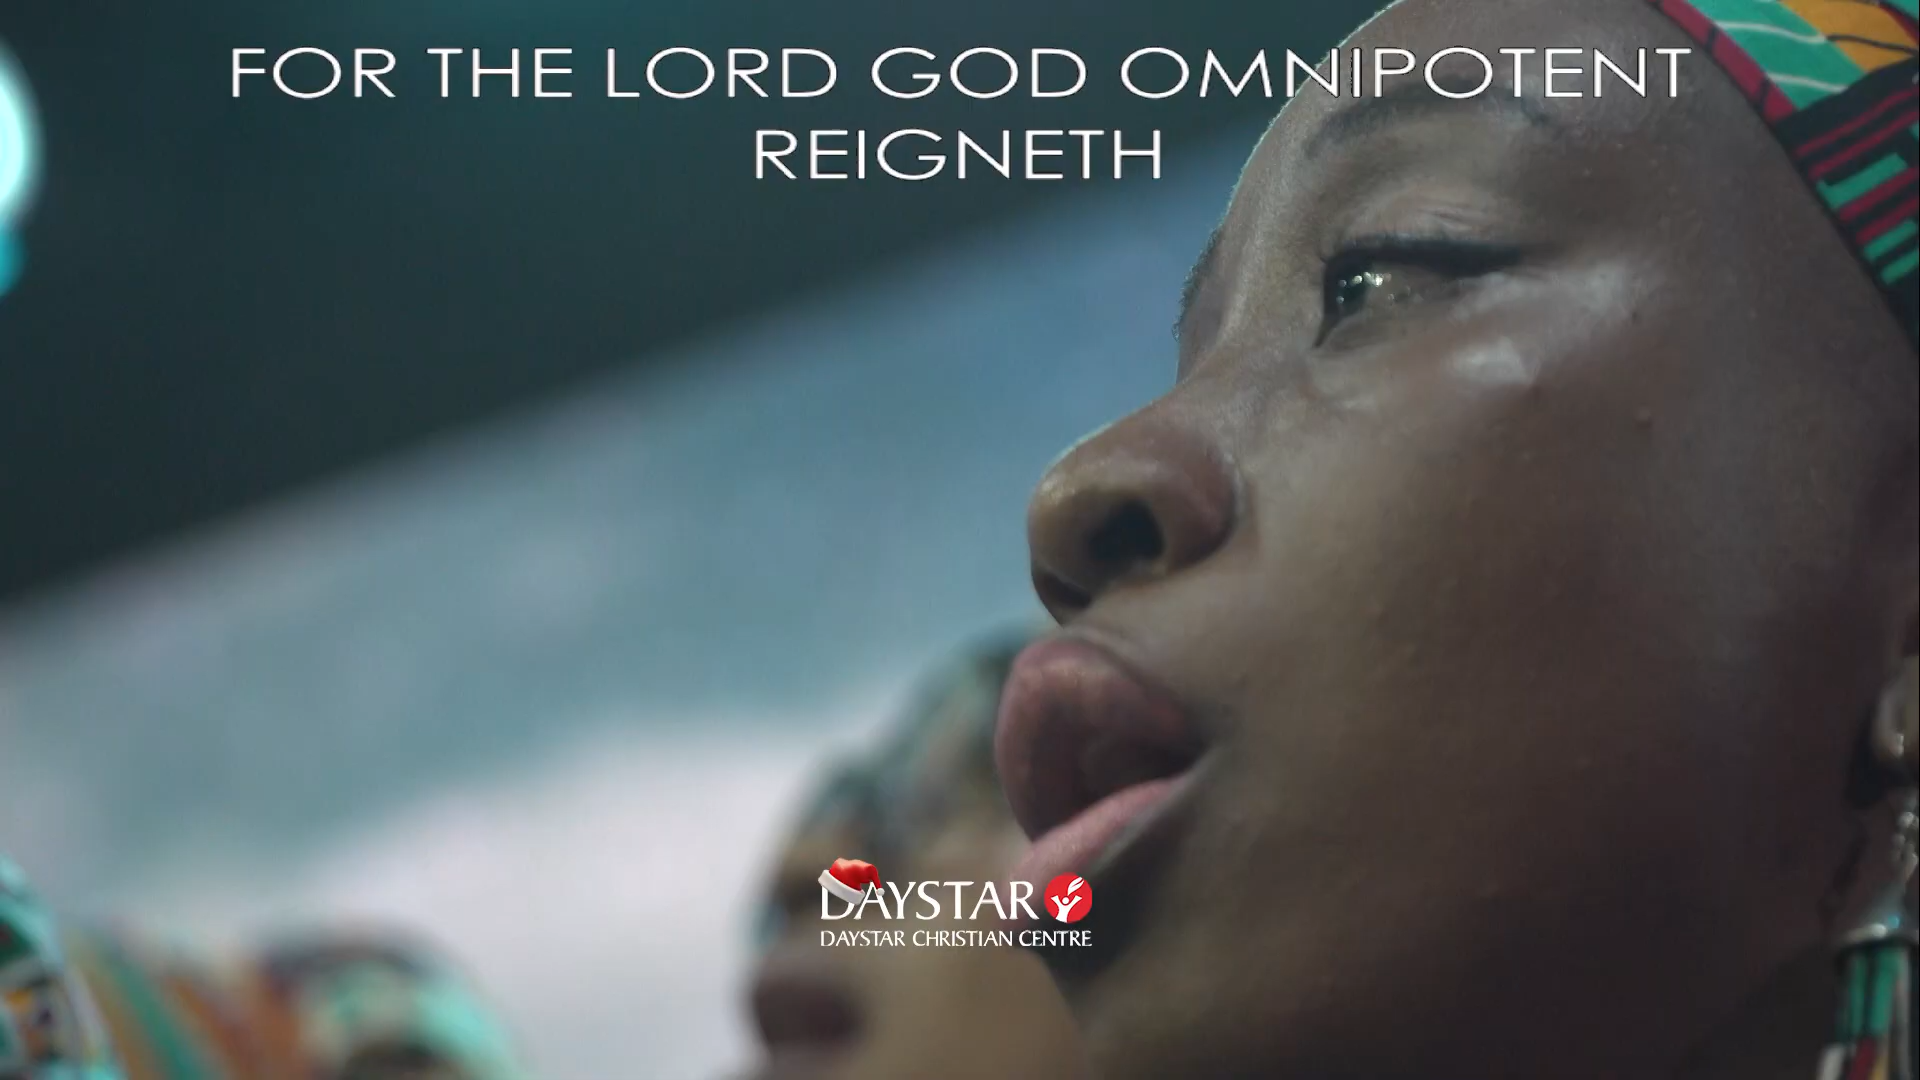 FOR THE LORD GOD OMNIPOTENT
REIGNETH
DAYSTAR
DAYSTAR CHRISTIAN CENTRE